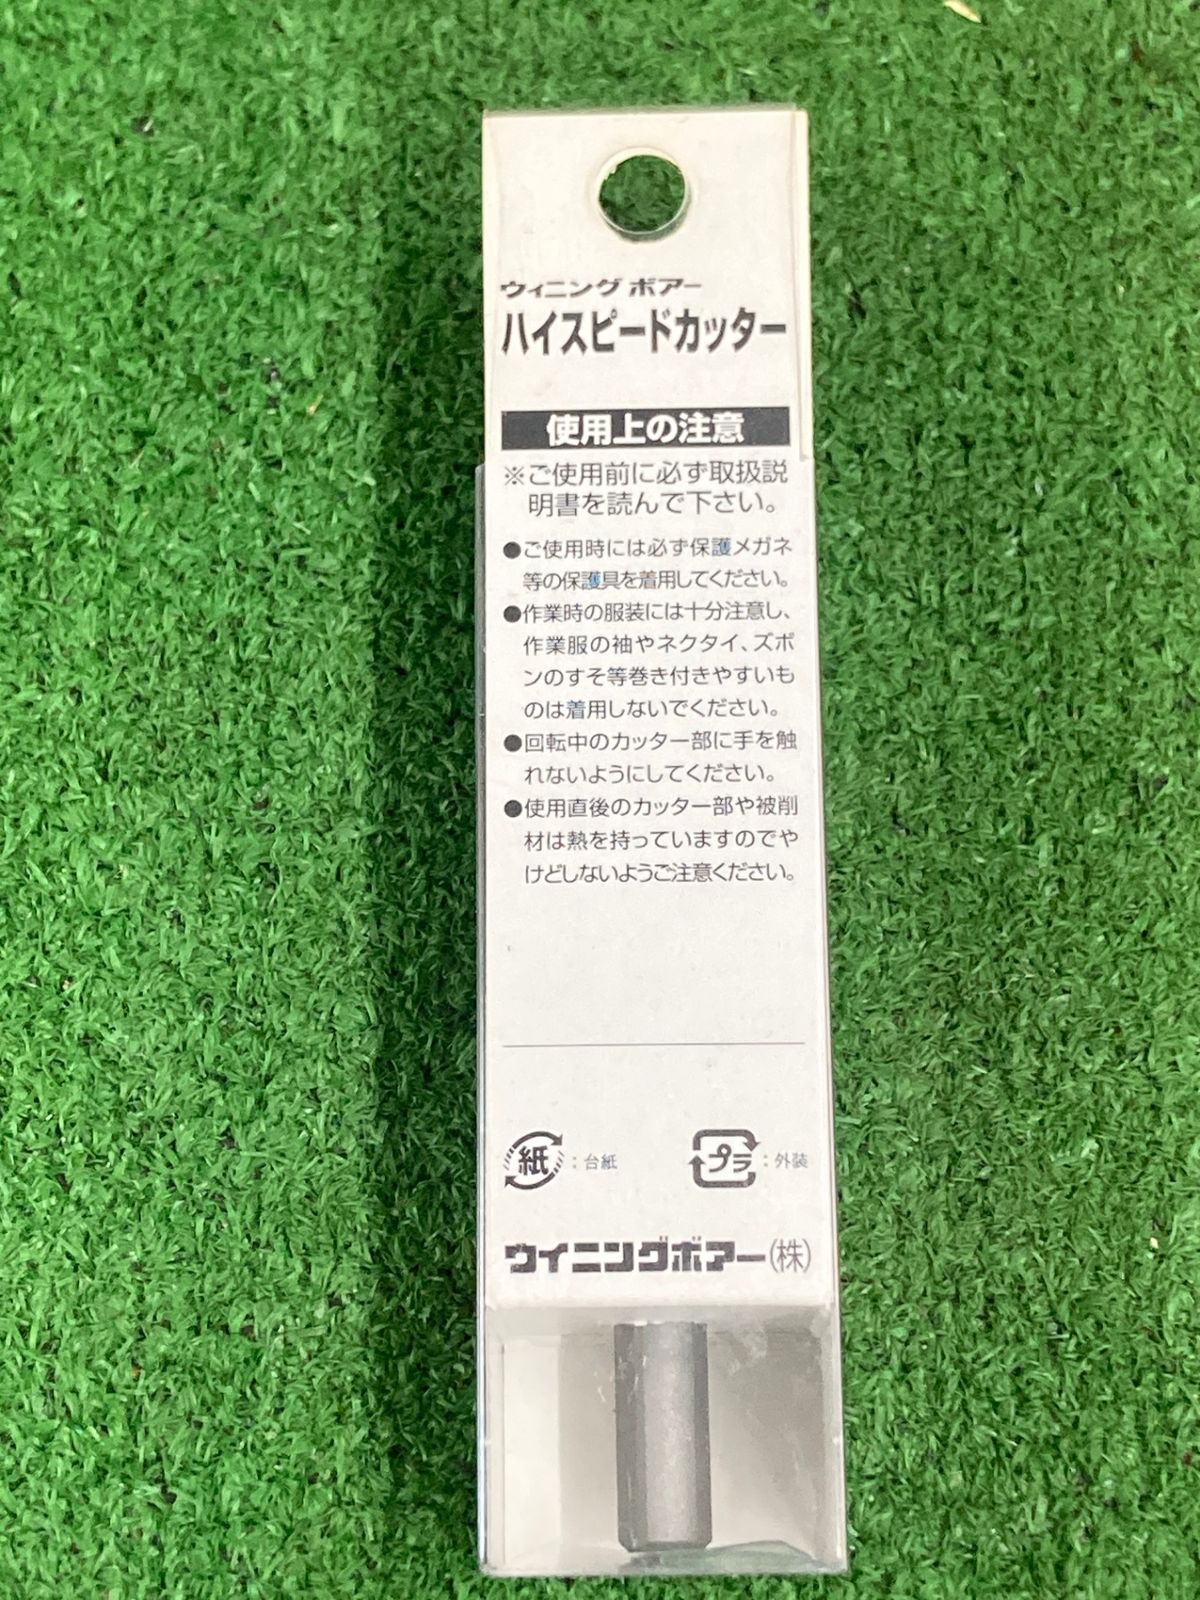 ウィニング ボアー
ハイスピードカッター
使用上の注意
※ご使用前に必ず取扱説
明書を読んで下さい。
●ご使用時には必ず保護メガネ
等の保護具を着用してください。
●作業時の服装には十分注意し、
作業服の袖やネクタイ、ズボ
ンのすそ等巻き付きやすいも
のは着用しないでください。
●回転中のカッター部に手を触
れないようにしてください。
●使用直後のカッター部や被削
材は熱を持っていますのでや
けどしないようご注意ください。
紙 : 台紙 プラ : 外装
ウイニングボアー(株)